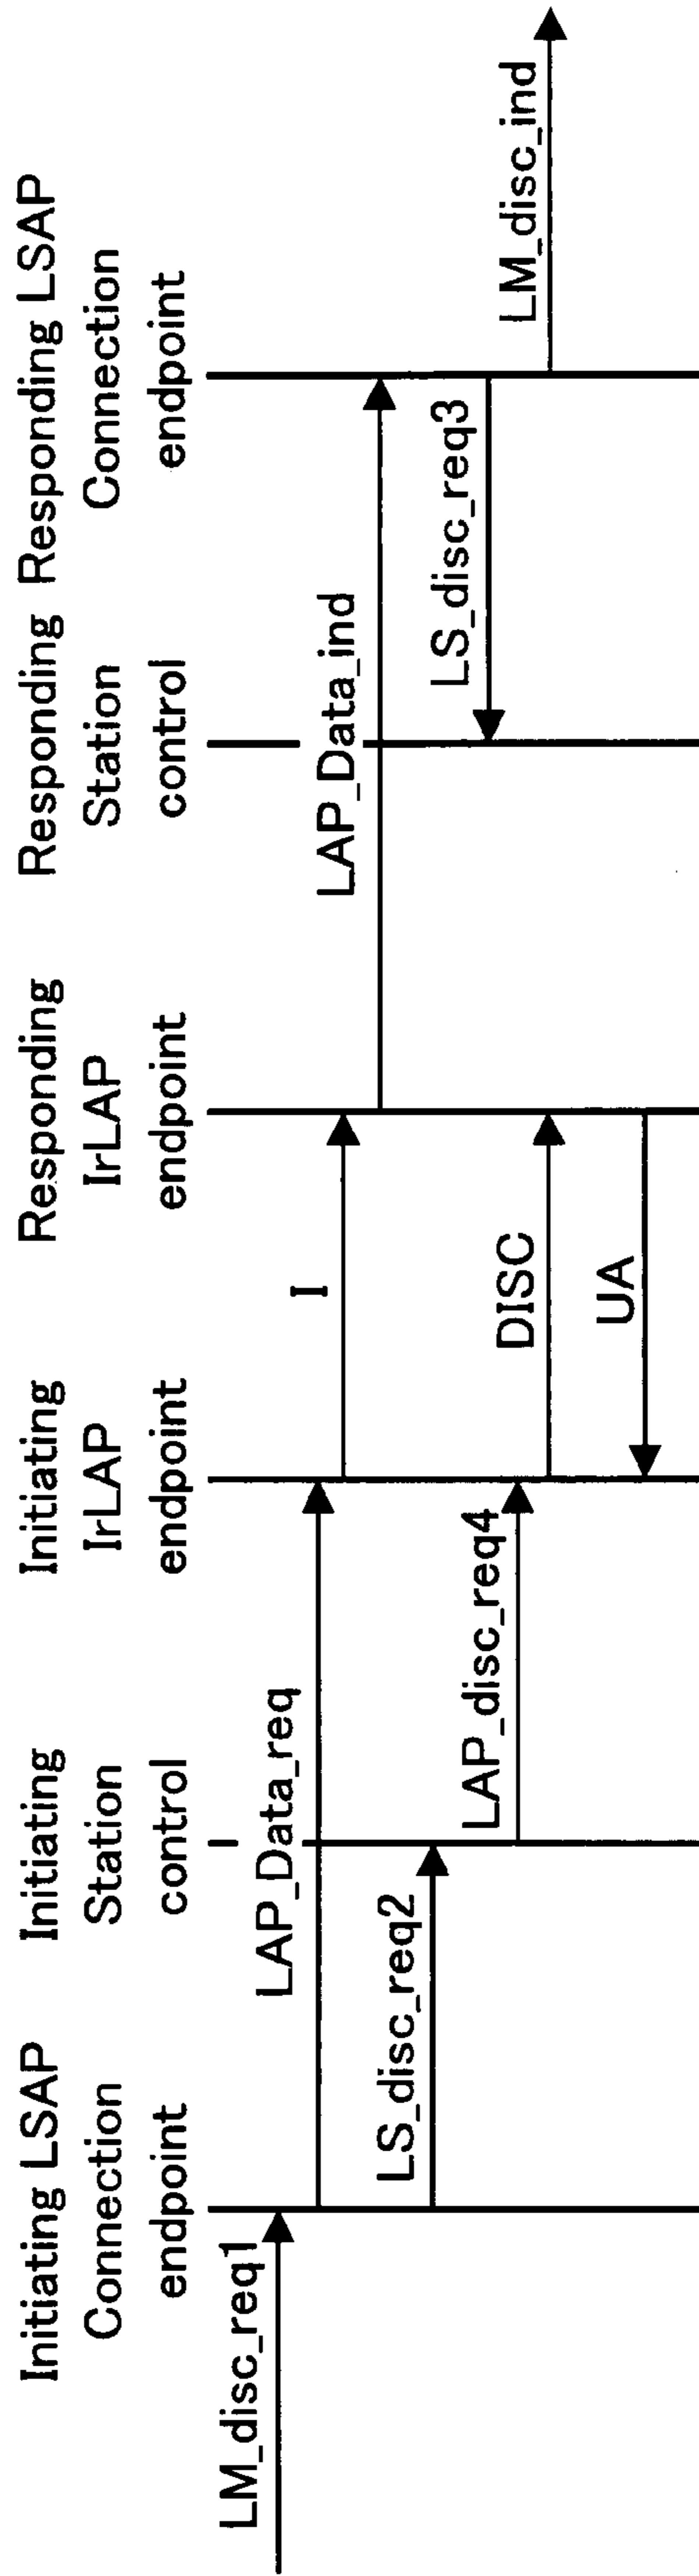 Initiating LSAP
Connection
endpoint
Initiating
Station
control
Initiating
IrLAP
endpoint
Responding
IrLAP
endpoint
Responding
Station
control
Responding LSAP
Connection
endpoint
LM_disc_req1
LAP_Data_req
I
LAP_Data_ind
LS_disc_req2
LS_disc_req3
LAP_disc_req4
DISC
LM_disc_ind
UA